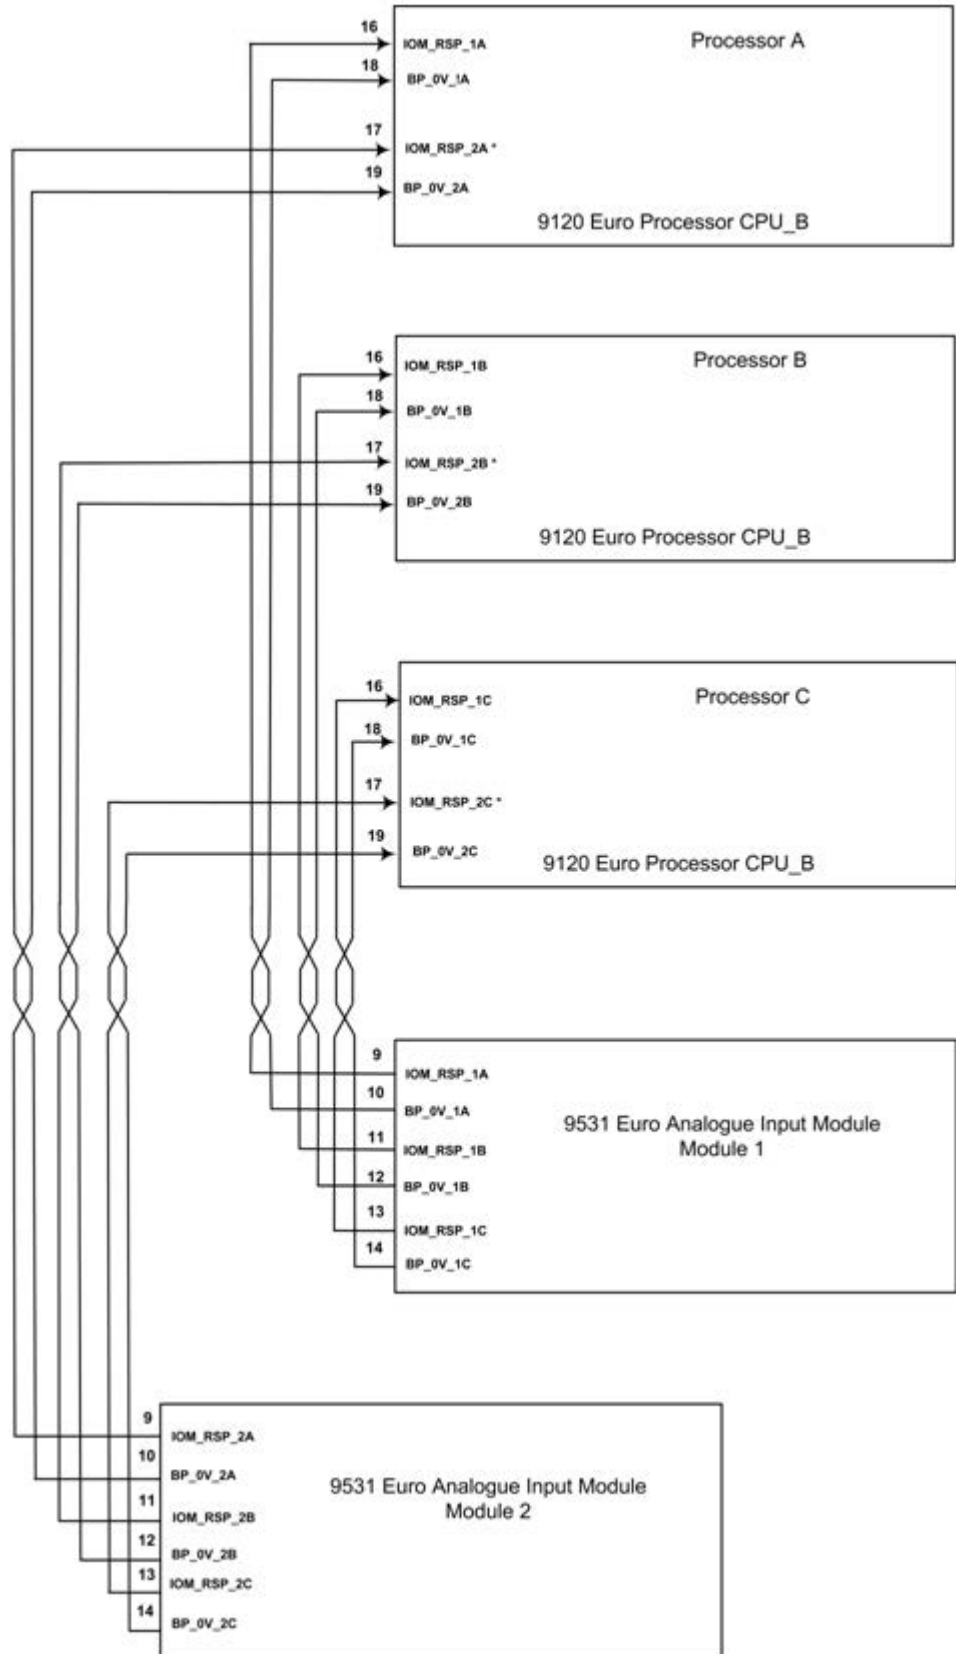 16
IOM_RSP_1A
Processor A
18
BP_0V_!A
17
IOM_RSP_2A *
19
BP_0V_2A
9120 Euro Processor CPU_B
16
IOM_RSP_1B
Processor B
18
BP_0V_1B
17
IOM_RSP_2B *
19
BP_0V_2B
9120 Euro Processor CPU_B
16
IOM_RSP_1C
Processor C
18
BP_0V_1C
17
IOM_RSP_2C *
19
BP_0V_2C
9120 Euro Processor CPU_B
9
IOM_RSP_1A
10
BP_0V_1A
11
IOM_RSP_1B
12
BP_0V_1B
13
IOM_RSP_1C
14
BP_0V_1C
9531 Euro Analogue Input Module
Module 1
9
IOM_RSP_2A
10
BP_0V_2A
11
IOM_RSP_2B
12
BP_0V_2B
13
IOM_RSP_2C
14
BP_0V_2C
9531 Euro Analogue Input Module
Module 2